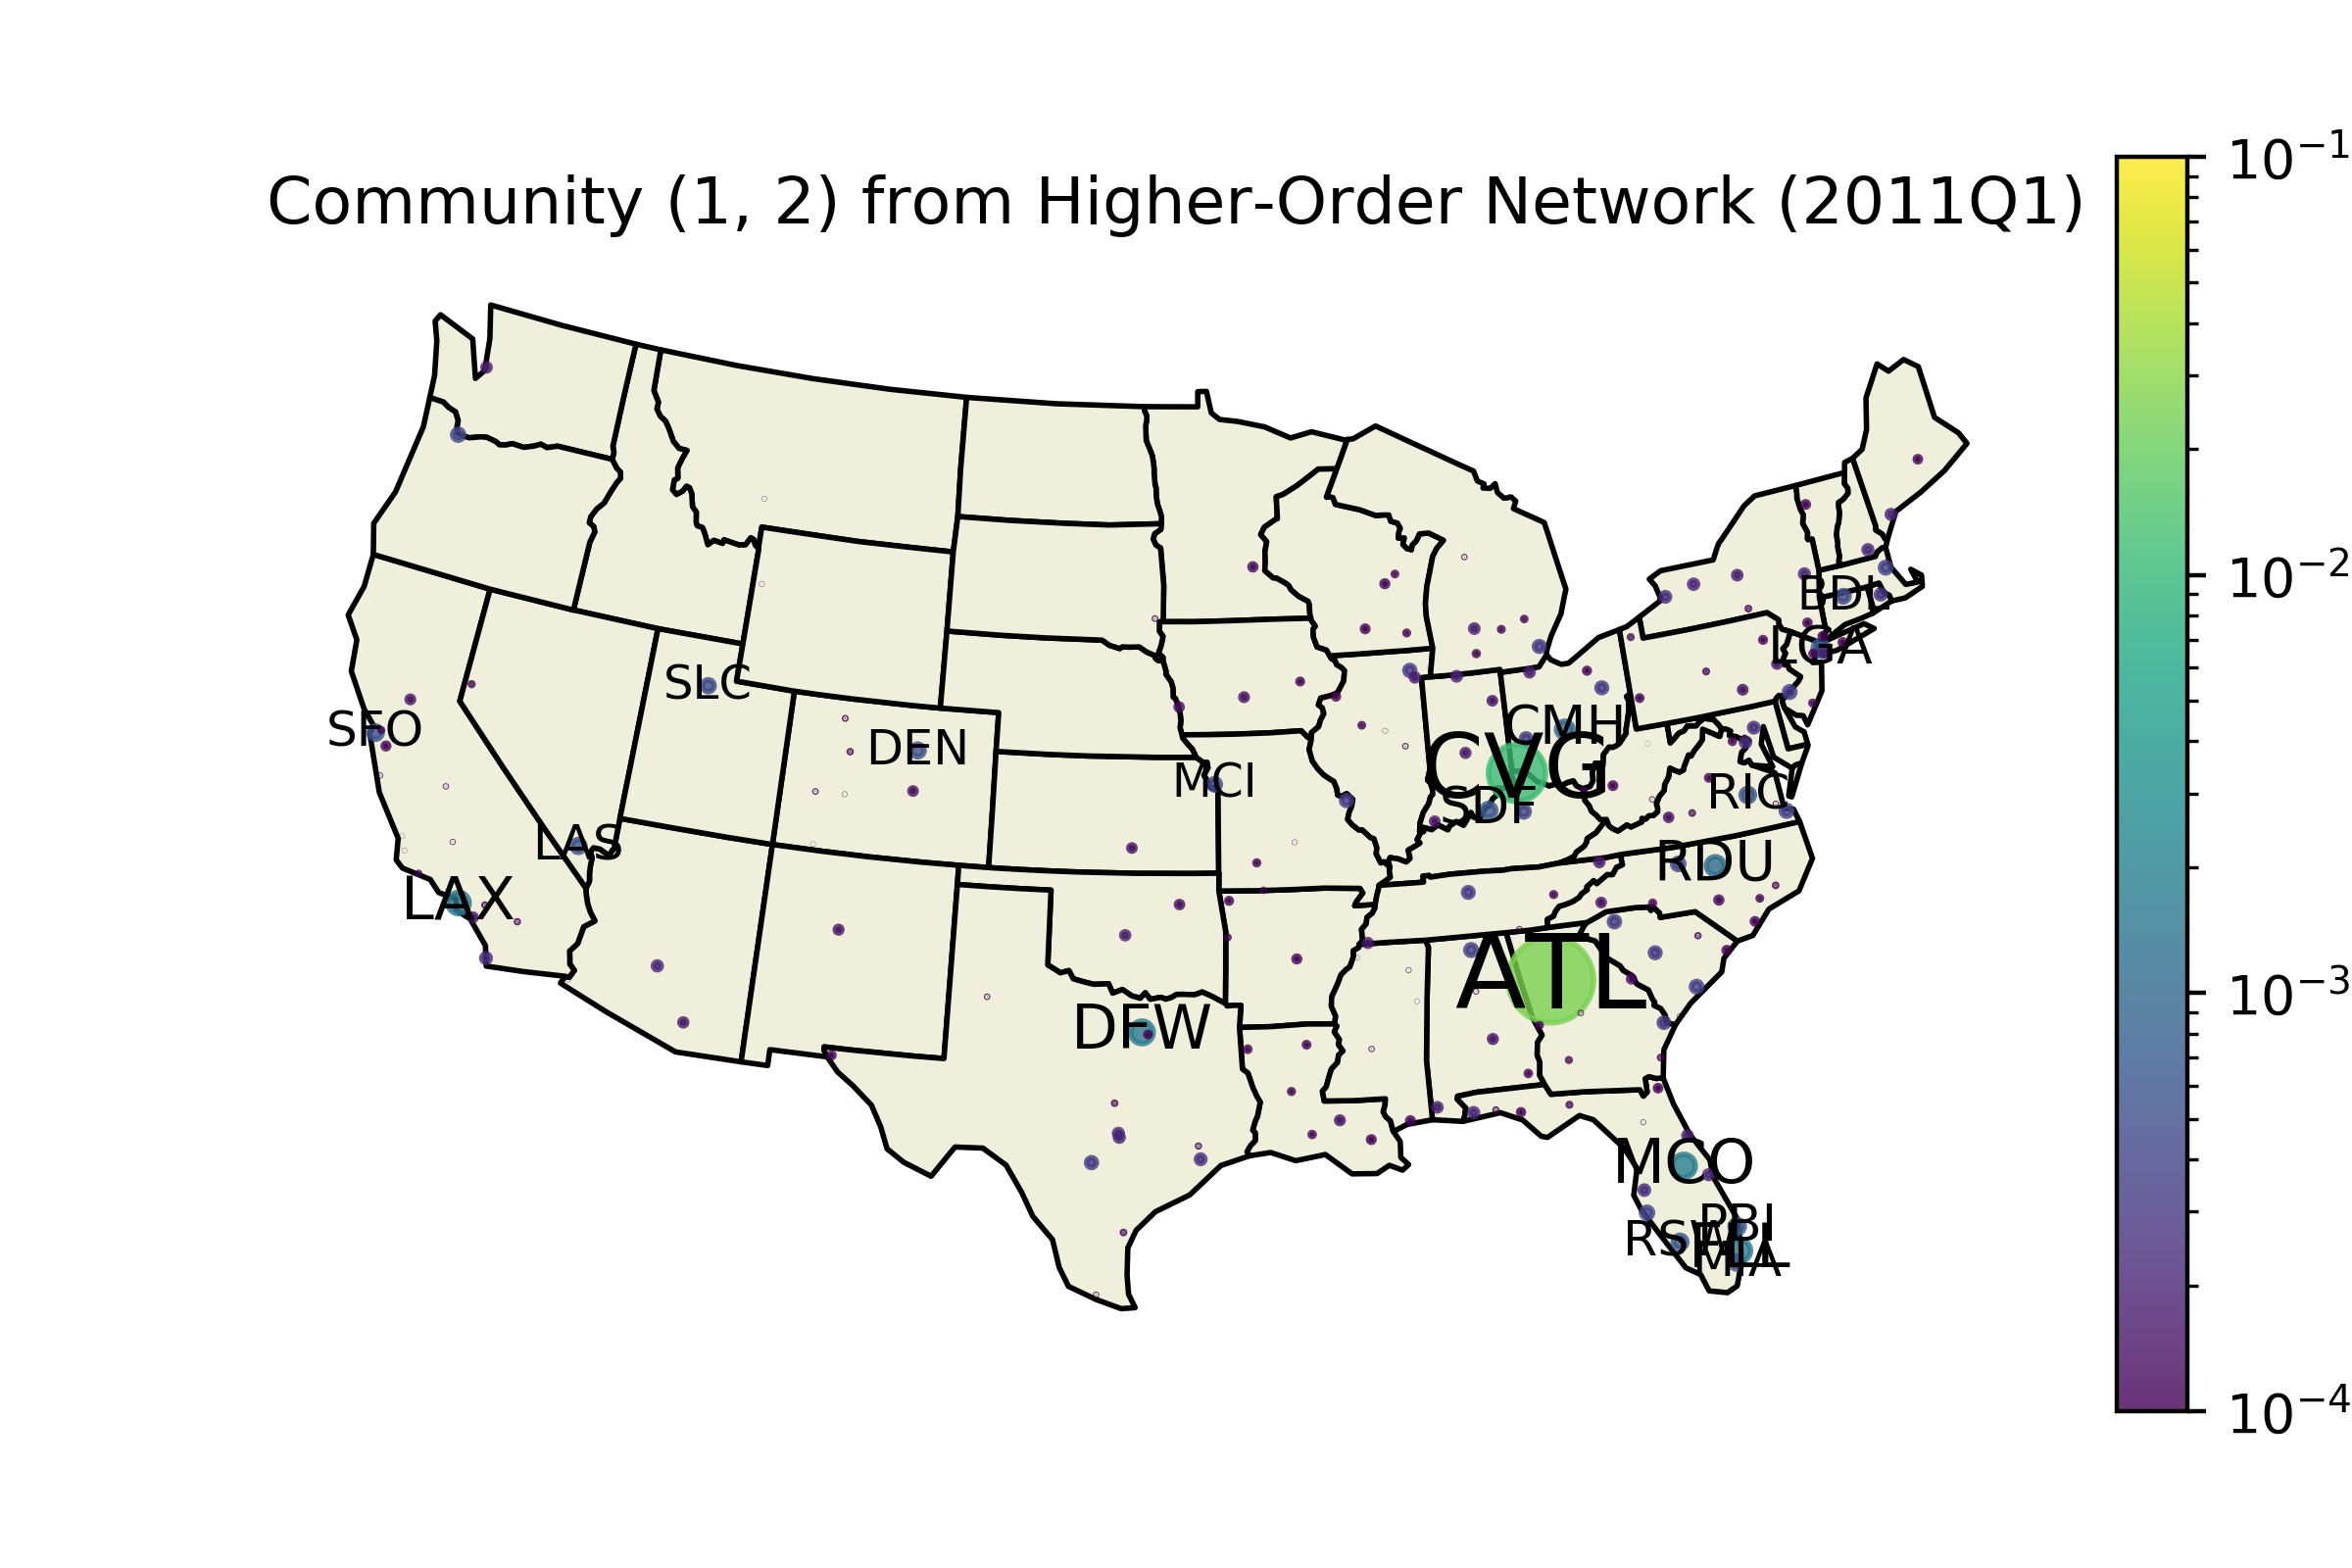 Community (1, 2) from Higher-Order Network (2011Q1)
10⁻¹
10⁻²
10⁻³
10⁻⁴
BDL
LGA
SLC
SFO
CMH
DEN
CVG
MCI
RIC
SDF
LAS
RDU
LAX
ATL
DFW
MCO
PBI
RSW
FLL
MIA